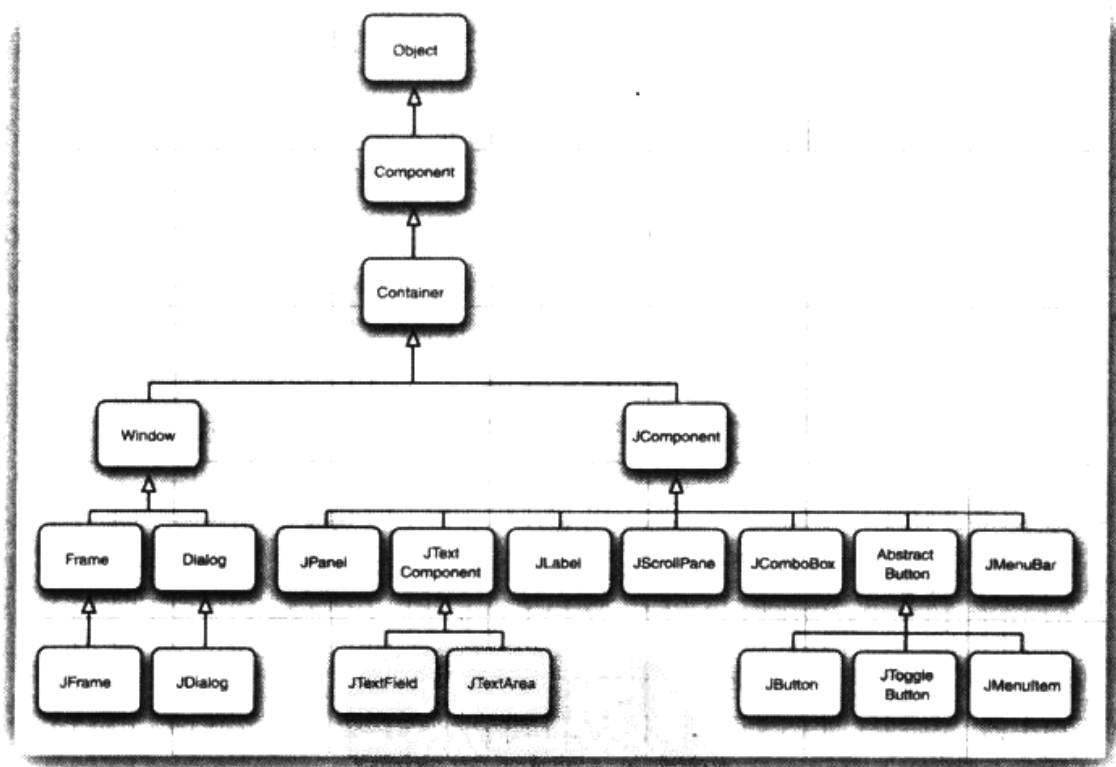 Object
Component
Container
Window
JComponent
Frame
Dialog
JPanel
JText
Component
JLabel
JScrollPane
JComboBox
Abstract
Button
JMenuBar
JFrame
JDialog
JTextField
JTextArea
JButton
JToggle
Button
JMenuItem